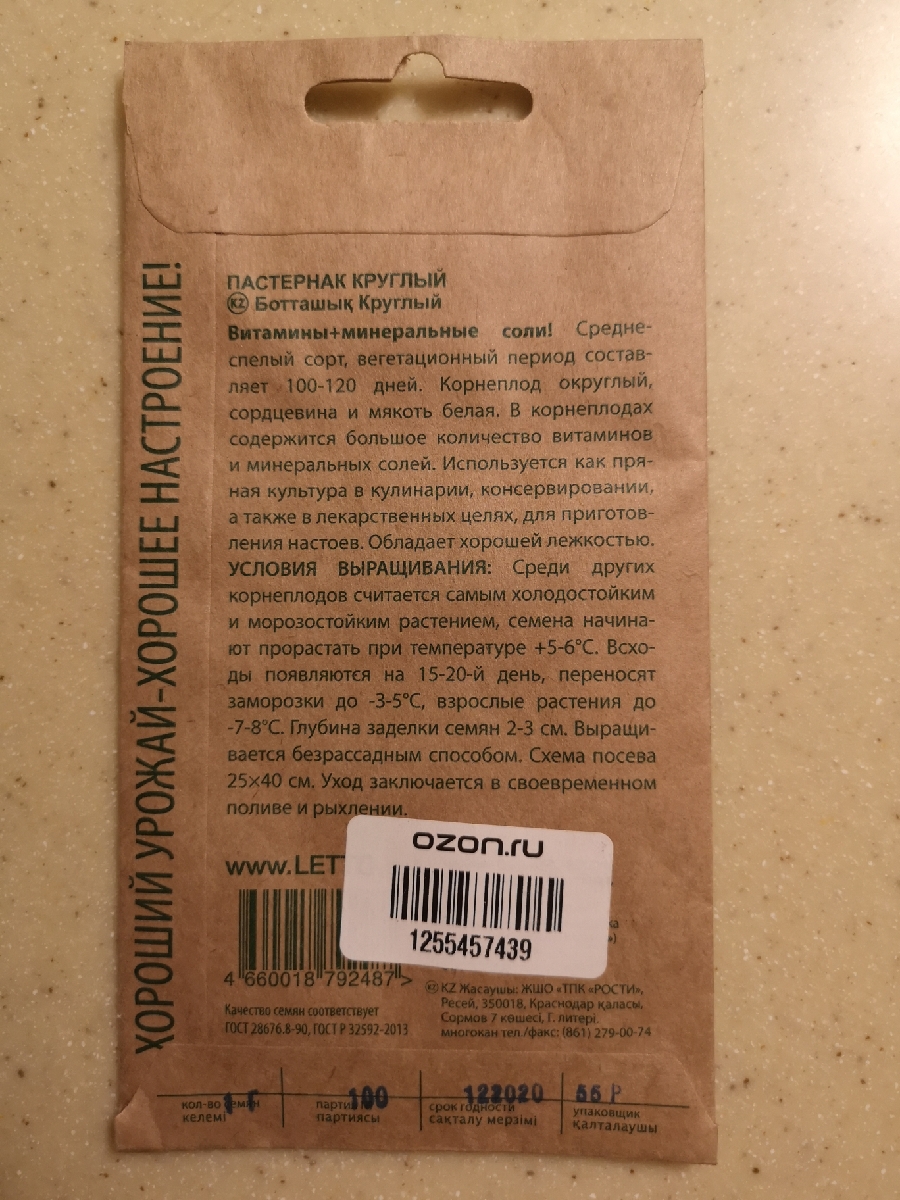 ХОРОШИЙ УРОЖАЙ-ХОРОШЕЕ НАСТРОЕНИЕ!
ПАСТЕРНАК КРУГЛЫЙ
KZ Ботташық Круглый
Витамины+минеральные соли! Средне-
спелый сорт, вегетационный период состав-
ляет 100-120 дней. Корнеплод округлый,
сордцевина и мякоть белая. В корнеплодах
содержится большое количество витаминов
и минеральных солей. Используется как пря-
ная культура в кулинарии, консервировании,
а также в лекарственных целях, для приготов-
ления настоев. Обладает хорошей лежкостью.
УСЛОВИЯ ВЫРАЩИВАНИЯ: Среди других
корнеплодов считается самым холодостойким
и морозостойким растением, семена начина-
ют прорастать при температуре +5-6°С. Всхо-
ды появляются на 15-20-й день, переносят
заморозки до -3-5°С, взрослые растения до
-7-8°С. Глубина заделки семян 2-3 см. Выращи-
вается безрассадным способом. Схема посева
25×40 см. Уход заключается в своевременном
поливе и рыхлении.
ozon.ru
1255457439
www.LETT
4 660018 792487 >
Качество семян соответствует
ГОСТ 28676.8-90, ГОСТ Р 32592-2013
KZ Жасаушы: ЖШО «ТПК «РОСТИ»,
Ресей, 350018, Краснодар қаласы,
Сормов 7 көшесі, Г. литері,
многокан тел /факс: (861) 279-00-74
1 Г 100 122020 56 Р
кол-во семян партия срок годности упаковщик
келемі партиясы сақталу мерзімі қалталаушы